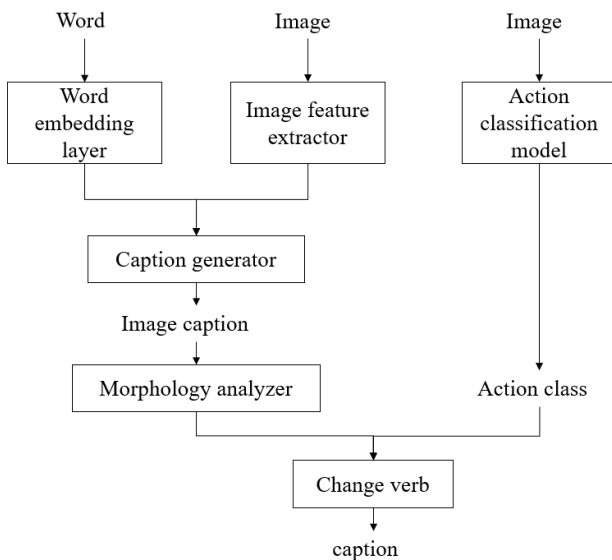 Word
Image
Image
Word
embedding
layer
Image feature
extractor
Action
classification
model
Caption generator
Image caption
Morphology analyzer
Action class
Change verb
caption